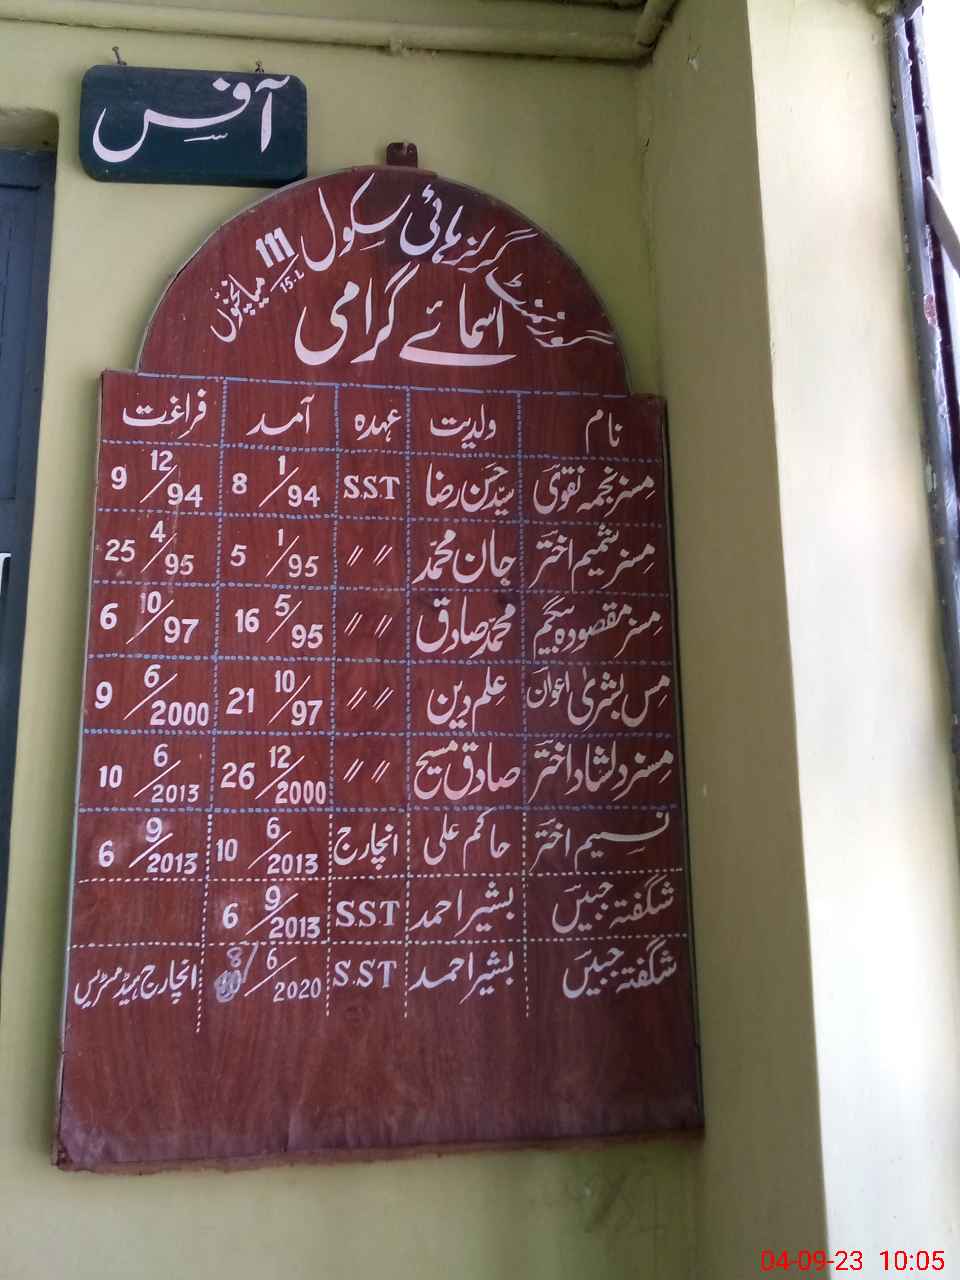 آفس
گورنمنٹ گرلز ہائی سکول 111/15.L میانچنوں
اسمائے گرامی
نام ولدیت عہدہ آمد فراغت
مسز نجمہ نقوی سید حسن رضا S.S.T 8 1/94 9 12/94
مسز شمیم اختر جان محمد 〃 5 1/95 25 4/95
مسز مقصودہ بیگم محمد صادق 〃 16 5/95 6 10/97
مس بشریٰ اعوان علم دین 〃 21 10/97 9 6/2000
مسز دلشاد اختر صادق مسیح 〃 26 12/2000 10 6/2013
نسیم اختر حاکم علی انچارج 10 6/2013 6 9/2013
شگفتہ جبیں بشیر احمد SST 6 9/2013
شگفتہ جبیں بشیر احمد S.ST 8/6/2020 انچارج ہیڈ مسٹریس
04-09-23 10:05